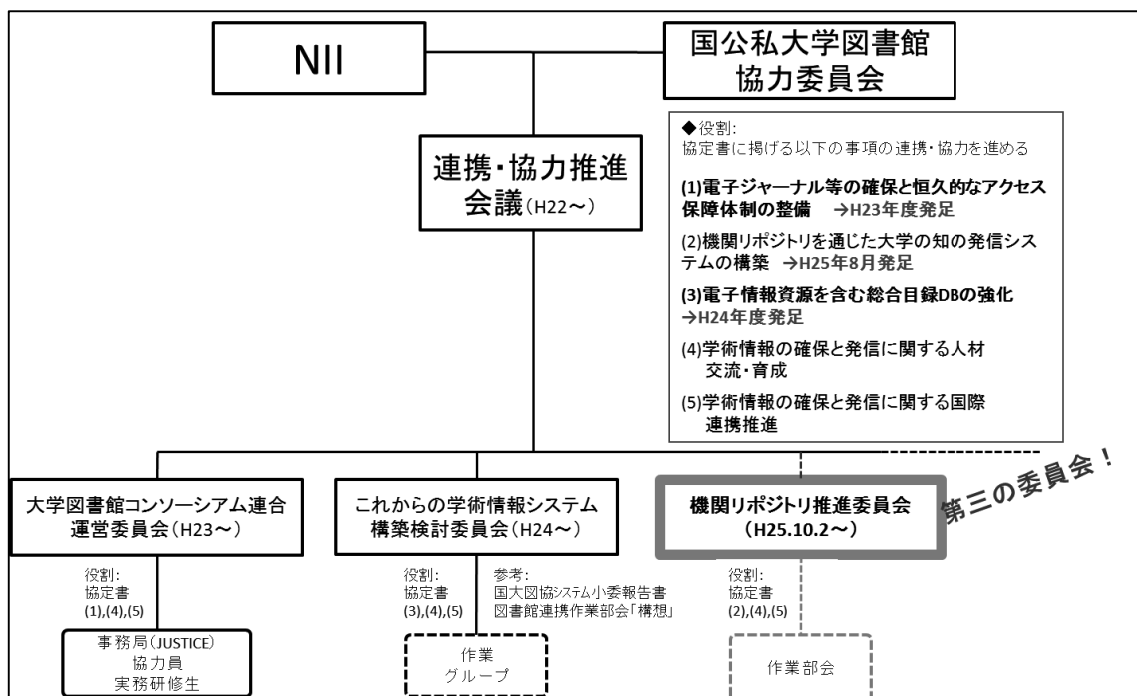 NII
国公私大学図書館
協力委員会
連携・協力推進
会議(H22～)
◆役割:
協定書に掲げる以下の事項の連携・協力を進める
(1)電子ジャーナル等の確保と恒久的なアクセス
保障体制の整備 →H23年度発足
(2)機関リポジトリを通じた大学の知の発信シス
テムの構築 →H25年8月発足
(3)電子情報資源を含む総合目録DBの強化
→H24年度発足
(4)学術情報の確保と発信に関する人材
交流・育成
(5)学術情報の確保と発信に関する国際
連携推進
第三の委員会！
大学図書館コンソーシアム連合
運営委員会(H23～)
役割:
協定書
(1),(4),(5)
事務局(JUSTICE)
協力員
実務研修生
これからの学術情報システム
構築検討委員会(H24～)
役割:
協定書
(3),(4),(5)
参考:
国大図協システム小委報告書
図書館連携作業部会「構想」
作業
グループ
機関リポジトリ推進委員会
(H25.10.2～)
役割:
協定書
(2),(4),(5)
作業部会